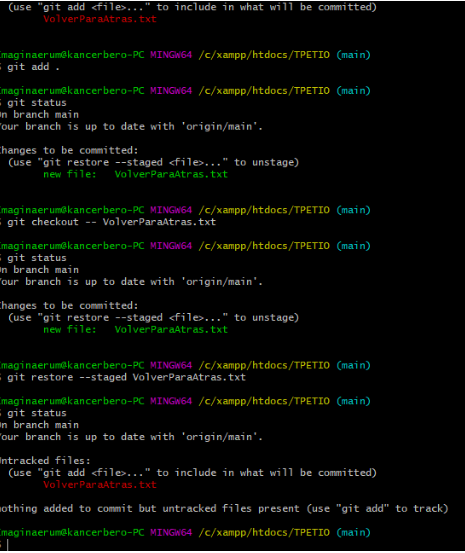 (use "git add <file>..." to include in what will be committed)
VolverParaAtras.txt
Imaginaerum@kancerbero-PC MINGW64 /c/xampp/htdocs/TPETIO (main)
$ git add .
Imaginaerum@kancerbero-PC MINGW64 /c/xampp/htdocs/TPETIO (main)
$ git status
On branch main
Your branch is up to date with 'origin/main'.
Changes to be committed:
(use "git restore --staged <file>..." to unstage)
new file:   VolverParaAtras.txt
Imaginaerum@kancerbero-PC MINGW64 /c/xampp/htdocs/TPETIO (main)
$ git checkout -- VolverParaAtras.txt
Imaginaerum@kancerbero-PC MINGW64 /c/xampp/htdocs/TPETIO (main)
$ git status
On branch main
Your branch is up to date with 'origin/main'.
Changes to be committed:
(use "git restore --staged <file>..." to unstage)
new file:   VolverParaAtras.txt
Imaginaerum@kancerbero-PC MINGW64 /c/xampp/htdocs/TPETIO (main)
$ git restore --staged VolverParaAtras.txt
Imaginaerum@kancerbero-PC MINGW64 /c/xampp/htdocs/TPETIO (main)
$ git status
On branch main
Your branch is up to date with 'origin/main'.
Untracked files:
(use "git add <file>..." to include in what will be committed)
VolverParaAtras.txt
nothing added to commit but untracked files present (use "git add" to track)
Imaginaerum@kancerbero-PC MINGW64 /c/xampp/htdocs/TPETIO (main)
$